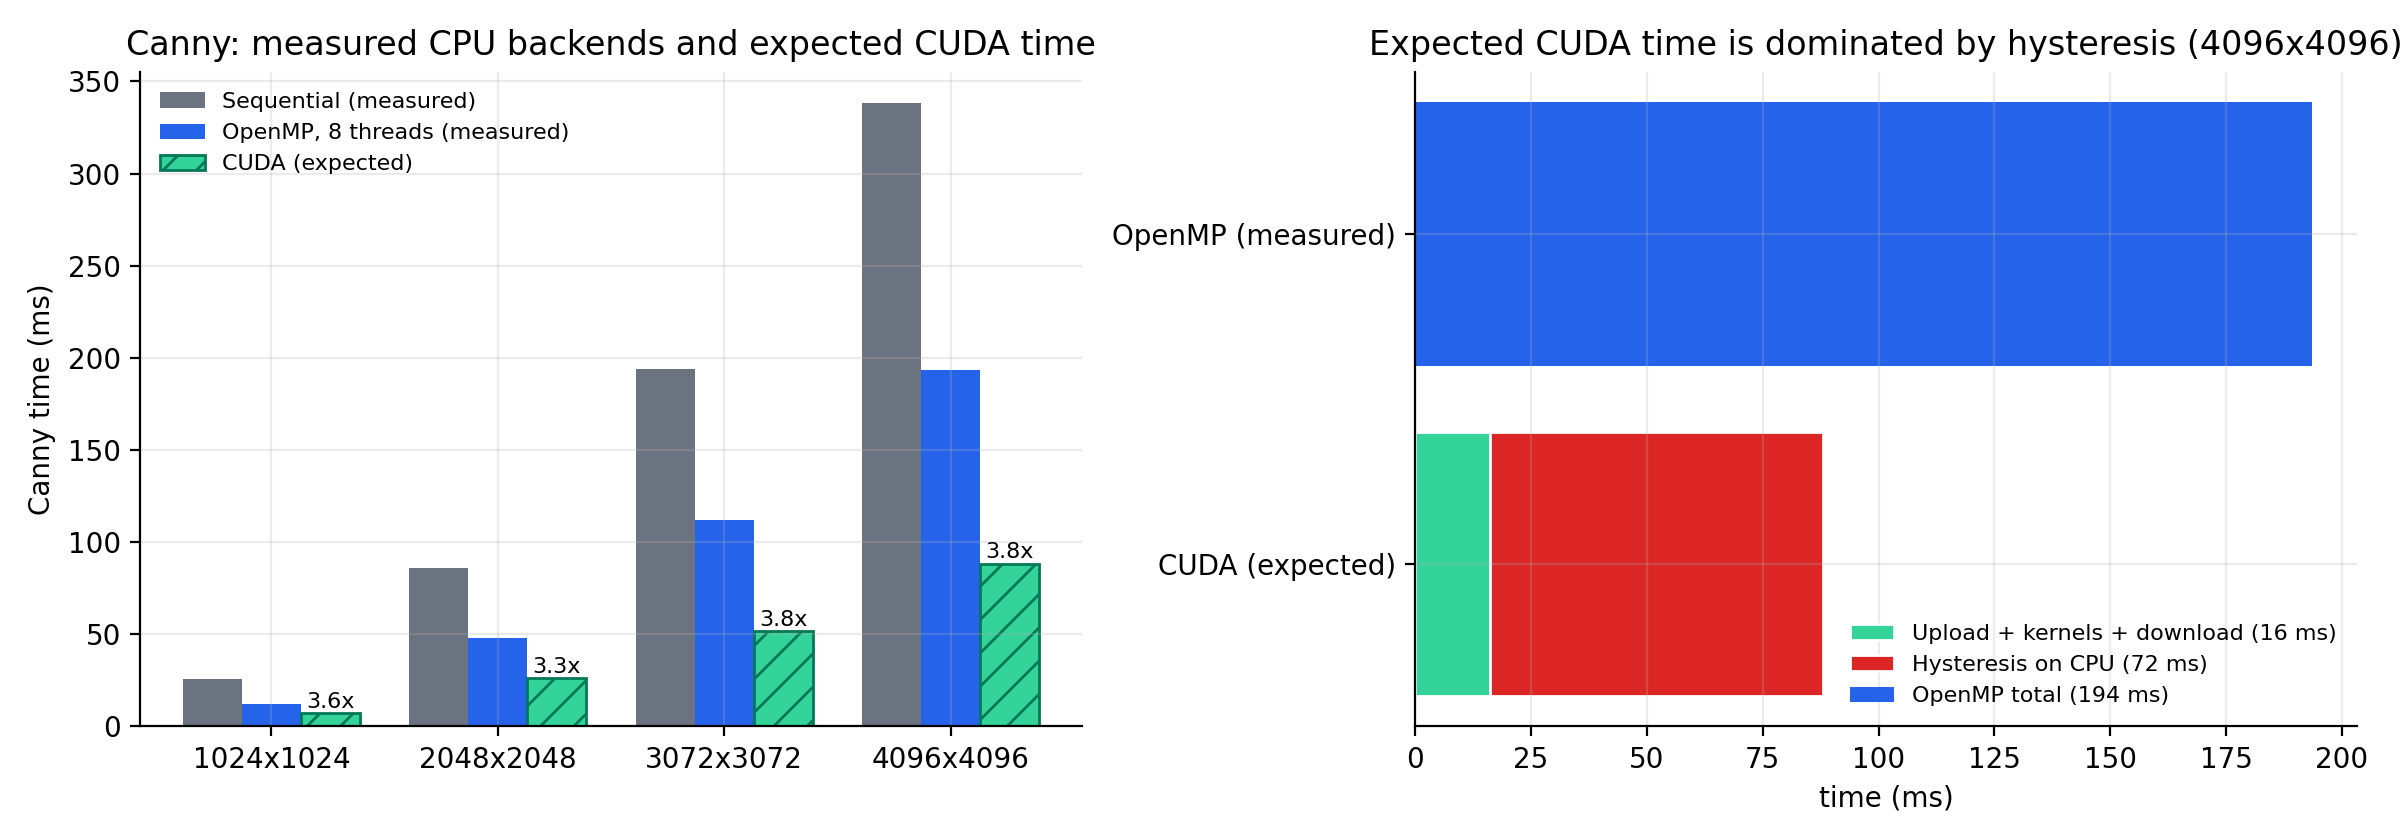 Canny: measured CPU backends and expected CUDA time
Canny time (ms)
350
300
250
200
150
100
50
0
Sequential (measured)
OpenMP, 8 threads (measured)
CUDA (expected)
3.6x
3.3x
3.8x
3.8x
1024x1024
2048x2048
3072x3072
4096x4096
Expected CUDA time is dominated by hysteresis (4096x4096)
OpenMP (measured)
CUDA (expected)
Upload + kernels + download (16 ms)
Hysteresis on CPU (72 ms)
OpenMP total (194 ms)
0
25
50
75
100
125
150
175
200
time (ms)